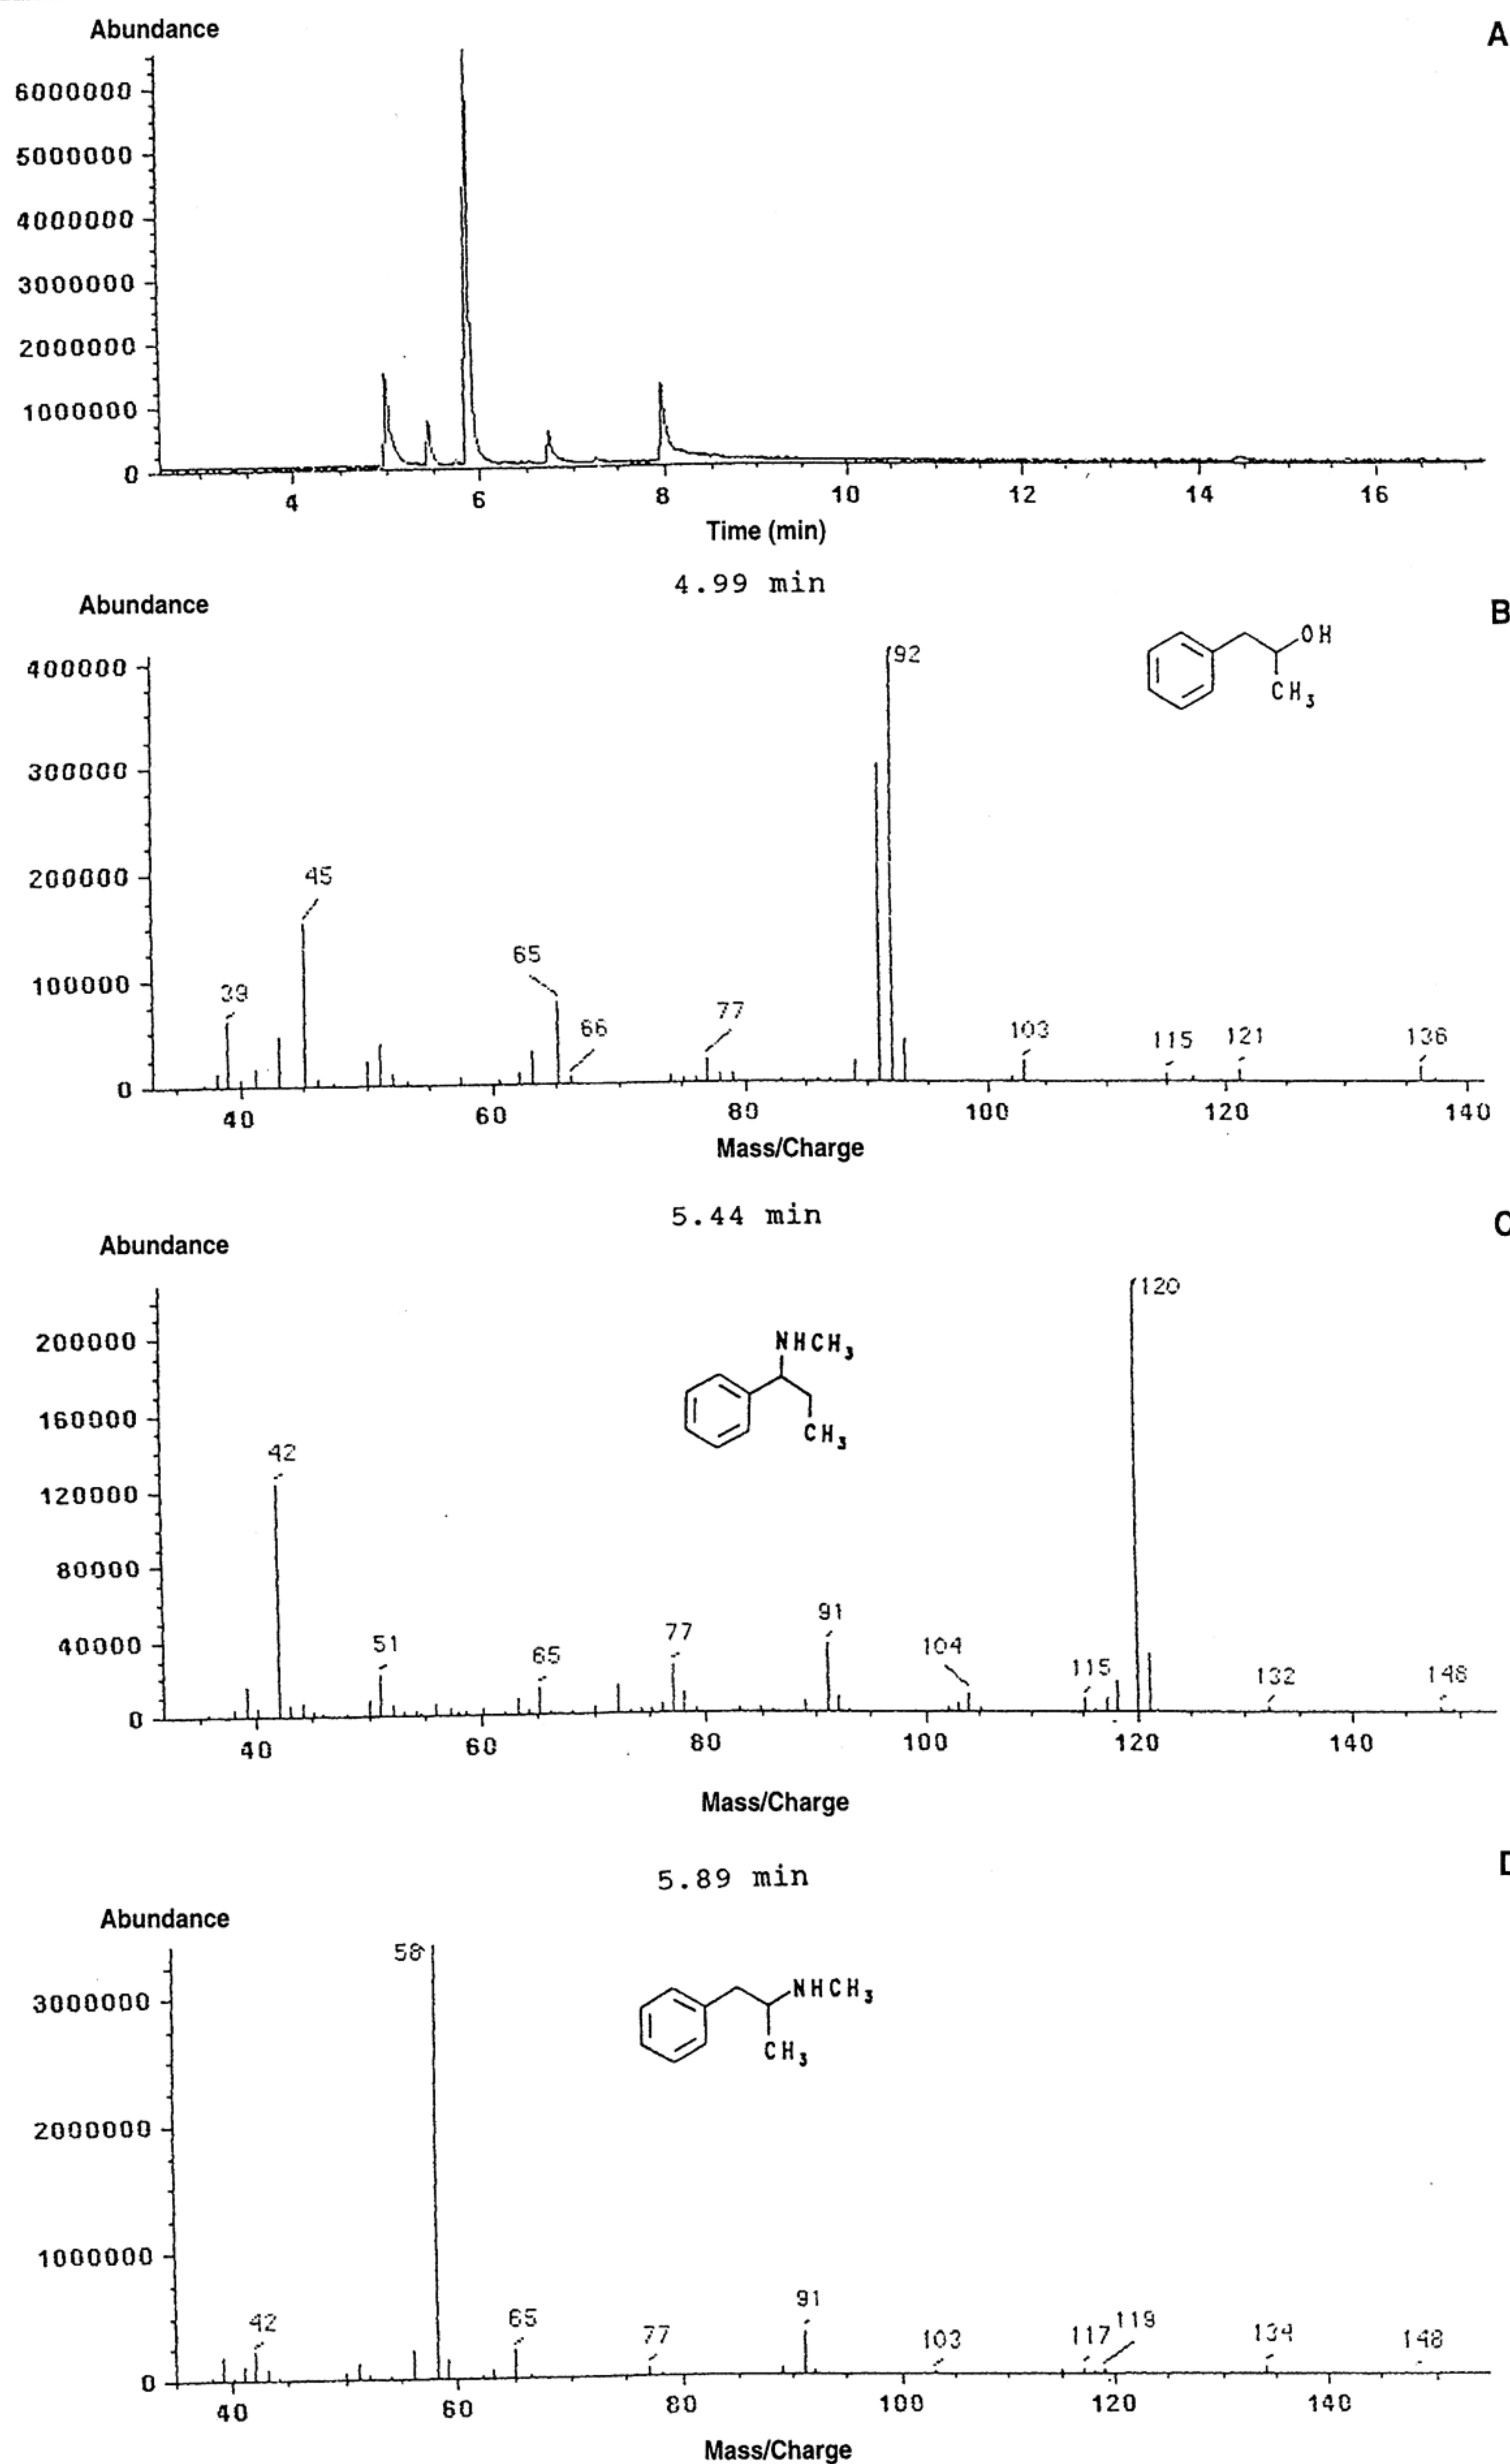 Abundance
A
6000000
5000000
4000000
3000000
2000000
1000000
0
4 6 8 10 12 14 16
Time (min)
4.99 min
Abundance
B
400000
300000
200000
100000
0
92
OH
CH3
45
39
65
66
77
103
115
121
136
40 60 80 100 120 140
Mass/Charge
5.44 min
Abundance
C
200000
160000
120000
80000
40000
0
120
NHCH3
CH3
42
51
65
77
91
104
115
132
148
40 60 80 100 120 140
Mass/Charge
5.89 min
Abundance
D
3000000
2000000
1000000
0
58
NHCH3
CH3
42
65
77
91
103
117
119
134
148
40 60 80 100 120 140
Mass/Charge